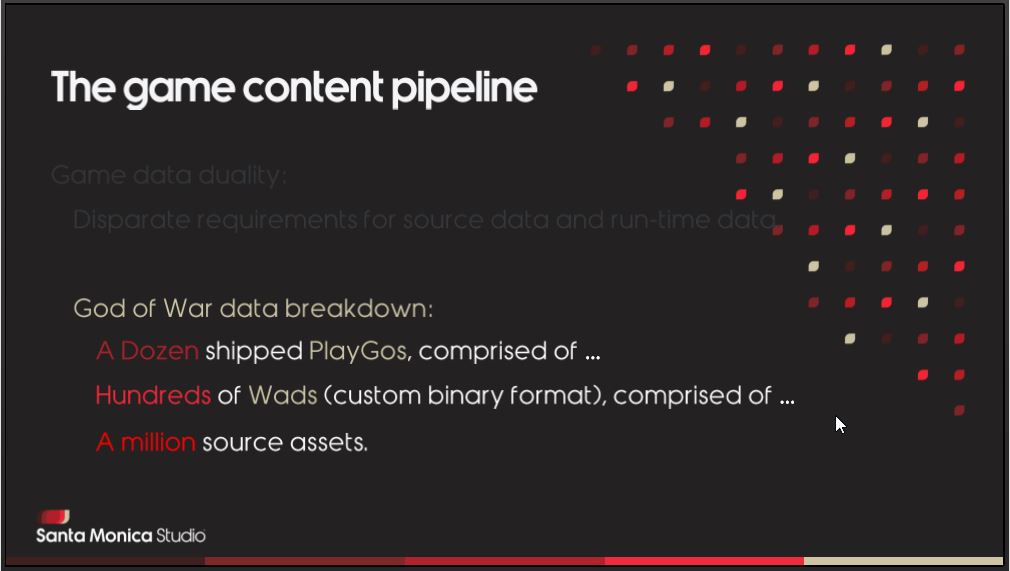 The game content pipeline
Game data duality:
Disparate requirements for source data and run-time data.
God of War data breakdown:
A Dozen shipped PlayGos, comprised of ...
Hundreds of Wads (custom binary format), comprised of ...
A million source assets.
Santa Monica Studio